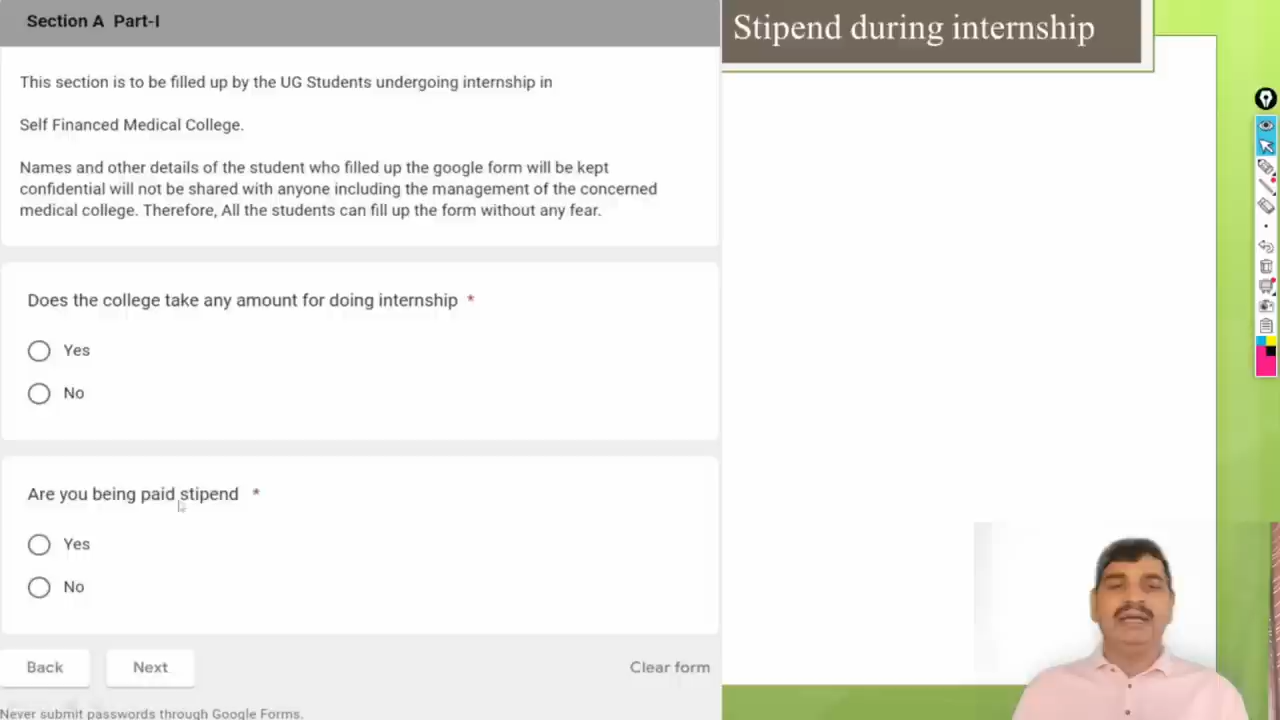 Section A Part-I
Stipend during internship
This section is to be filled up by the UG Students undergoing internship in
Self Financed Medical College.
Names and other details of the student who filled up the google form will be kept
confidential will not be shared with anyone including the management of the concerned
medical college. Therefore, All the students can fill up the form without any fear.
Does the college take any amount for doing internship *
Yes
No
Are you being paid stipend *
Yes
No
Back
Next
Clear form
Never submit passwords through Google Forms.